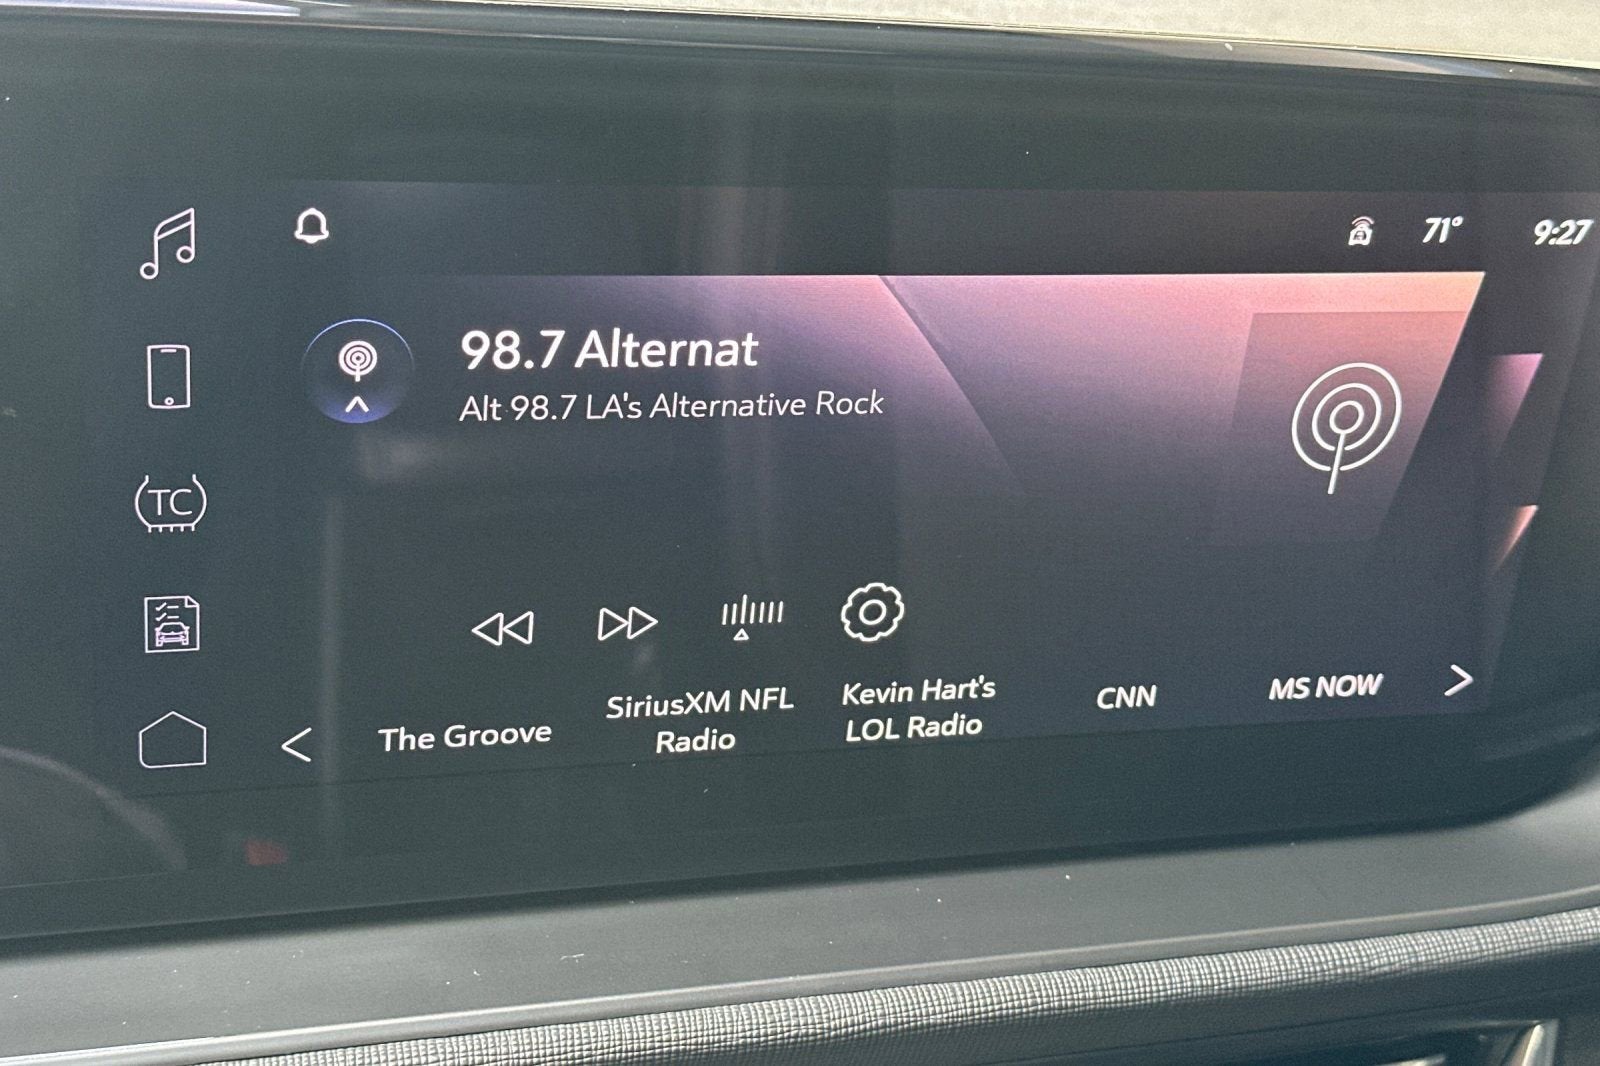 71° 9:27
98.7 Alternat
Alt 98.7 LA's Alternative Rock
TC
The Groove
SiriusXM NFL
Radio
Kevin Hart's
LOL Radio
CNN
MS NOW